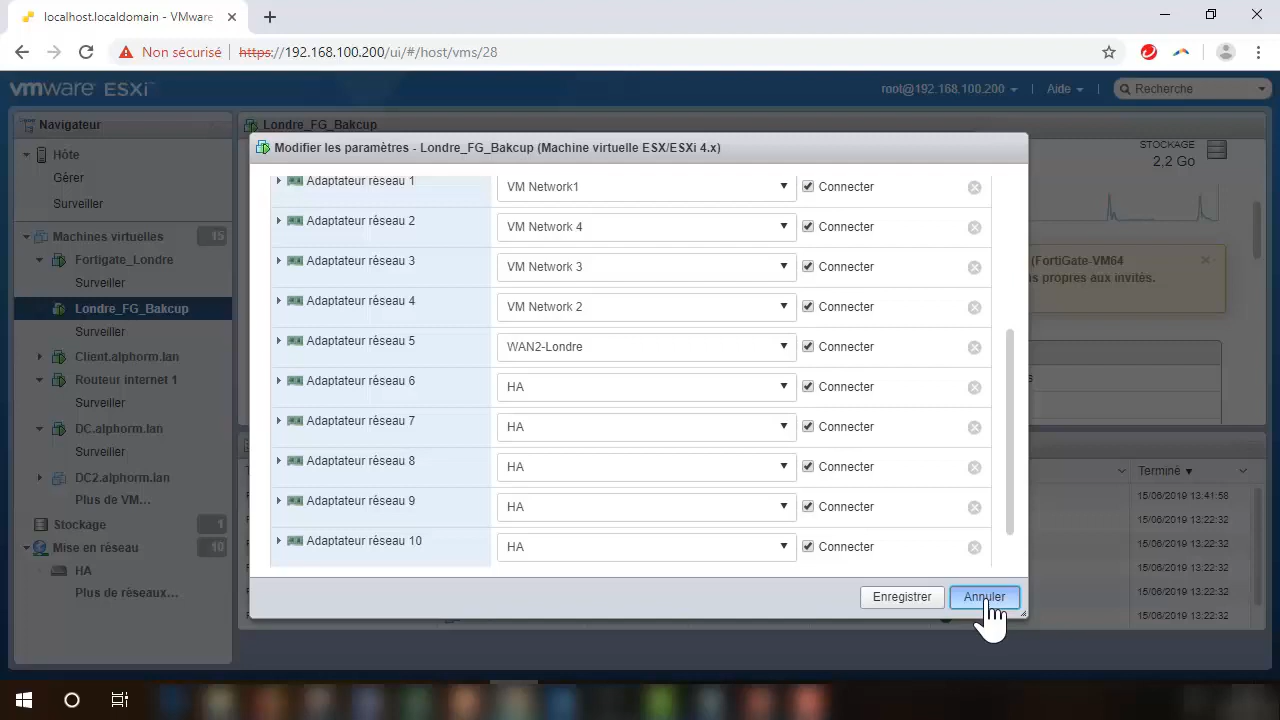 localhost.localdomain - VMware
Non sécurisé
https://192.168.100.200/ui/#/host/vms/28
vmware ESXi
root@192.168.100.200
Aide
Recherche
Navigateur
Londre_FG_Bakcup
Hôte
Gérer
Surveiller
Machines virtuelles 15
Fortigate_Londre
Surveiller
Londre_FG_Bakcup
Surveiller
Client.alphorm.lan
Routeur internet 1
Surveiller
DC.alphorm.lan
Surveiller
DC2.alphorm.lan
Plus de VM...
Stockage 1
Mise en réseau 10
HA
Plus de réseaux...
STOCKAGE
2,2 Go
(FortiGate-VM64
s propres aux invités.
Modifier les paramètres - Londre_FG_Bakcup (Machine virtuelle ESX/ESXi 4.x)
Adaptateur réseau 1 VM Network1 Connecter
Adaptateur réseau 2 VM Network 4 Connecter
Adaptateur réseau 3 VM Network 3 Connecter
Adaptateur réseau 4 VM Network 2 Connecter
Adaptateur réseau 5 WAN2-Londre Connecter
Adaptateur réseau 6 HA Connecter
Adaptateur réseau 7 HA Connecter
Adaptateur réseau 8 HA Connecter
Adaptateur réseau 9 HA Connecter
Adaptateur réseau 10 HA Connecter
Enregistrer
Annuler
Terminé
15/06/2019 13:41:58
15/06/2019 13:22:32
15/06/2019 13:22:32
15/06/2019 13:22:32
15/06/2019 13:22:32
15/06/2019 13:22:32